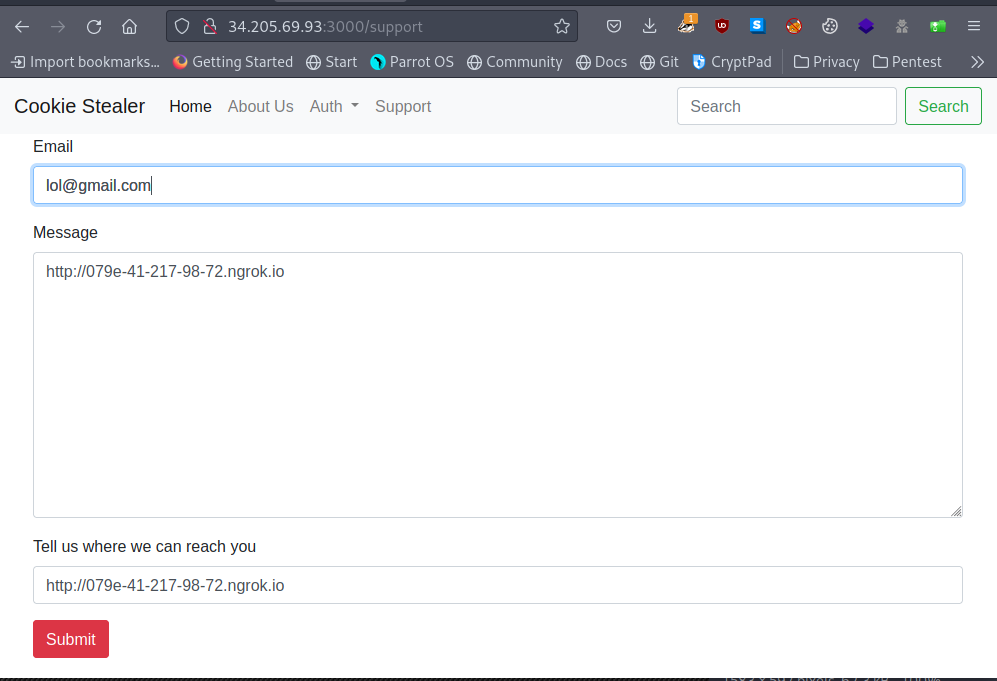 34.205.69.93:3000/support
1
UD
S
Import bookmarks... Getting Started Start Parrot OS Community Docs Git CryptPad Privacy Pentest
Cookie Stealer Home About Us Auth Support Search Search
Email
lol@gmail.com
Message
http://079e-41-217-98-72.ngrok.io
Tell us where we can reach you
http://079e-41-217-98-72.ngrok.io
Submit